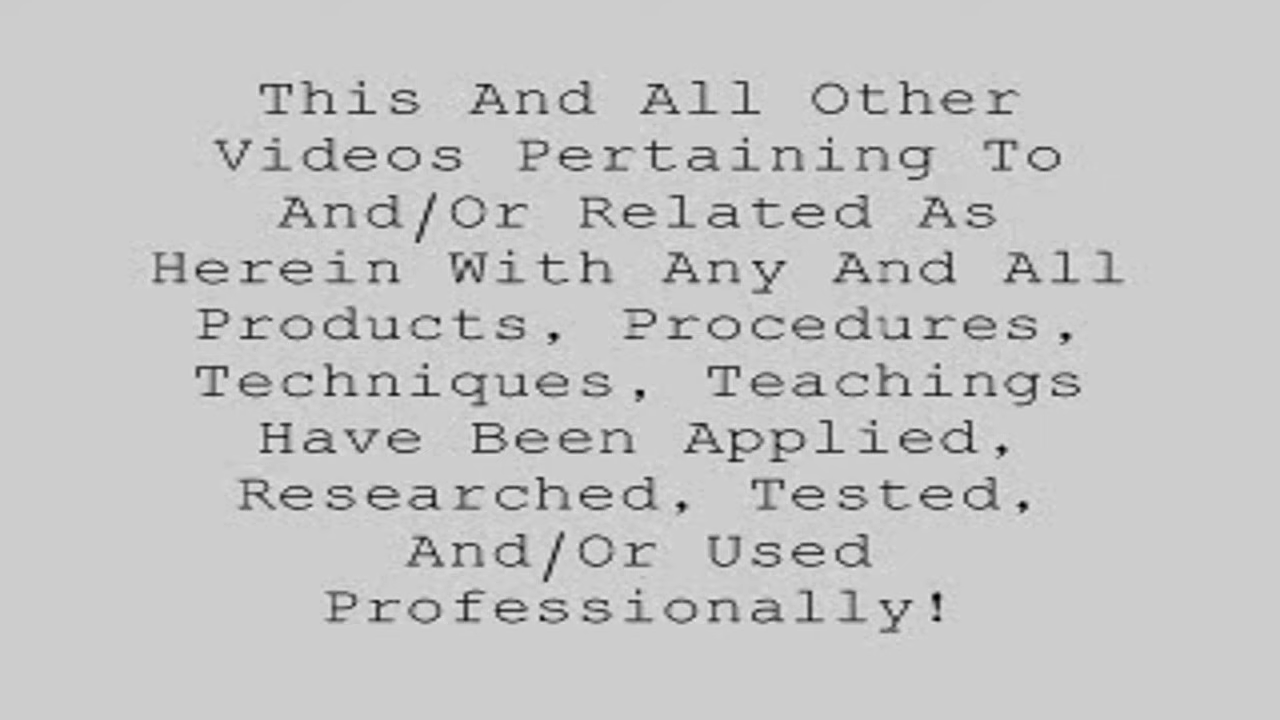 This And All Other
Videos Pertaining To
And/Or Related As
Herein With Any And All
Products, Procedures,
Techniques, Teachings
Have Been Applied,
Researched, Tested,
And/Or Used
Professionally!